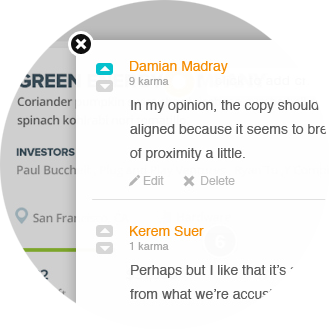 GREEN
Coriander
spinach
INVESTORS
Paul Bucch
San Fran
Damian Madray
9 karma
In my opinion, the copy should
aligned because it seems to bre
of proximity a little.
Edit Delete
Kerem Suer
1 karma
Perhaps but I like that it's
from what we're accus